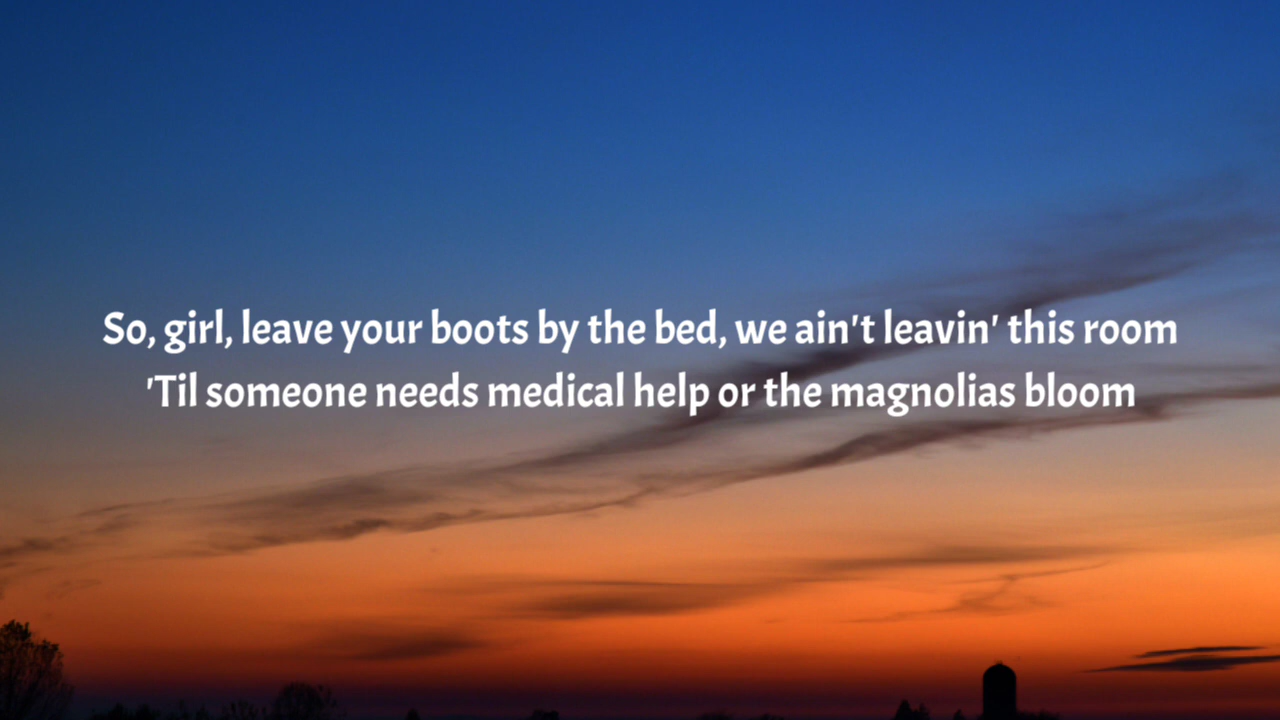 So, girl, leave your boots by the bed, we ain't leavin' this room
'Til someone needs medical help or the magnolias bloom